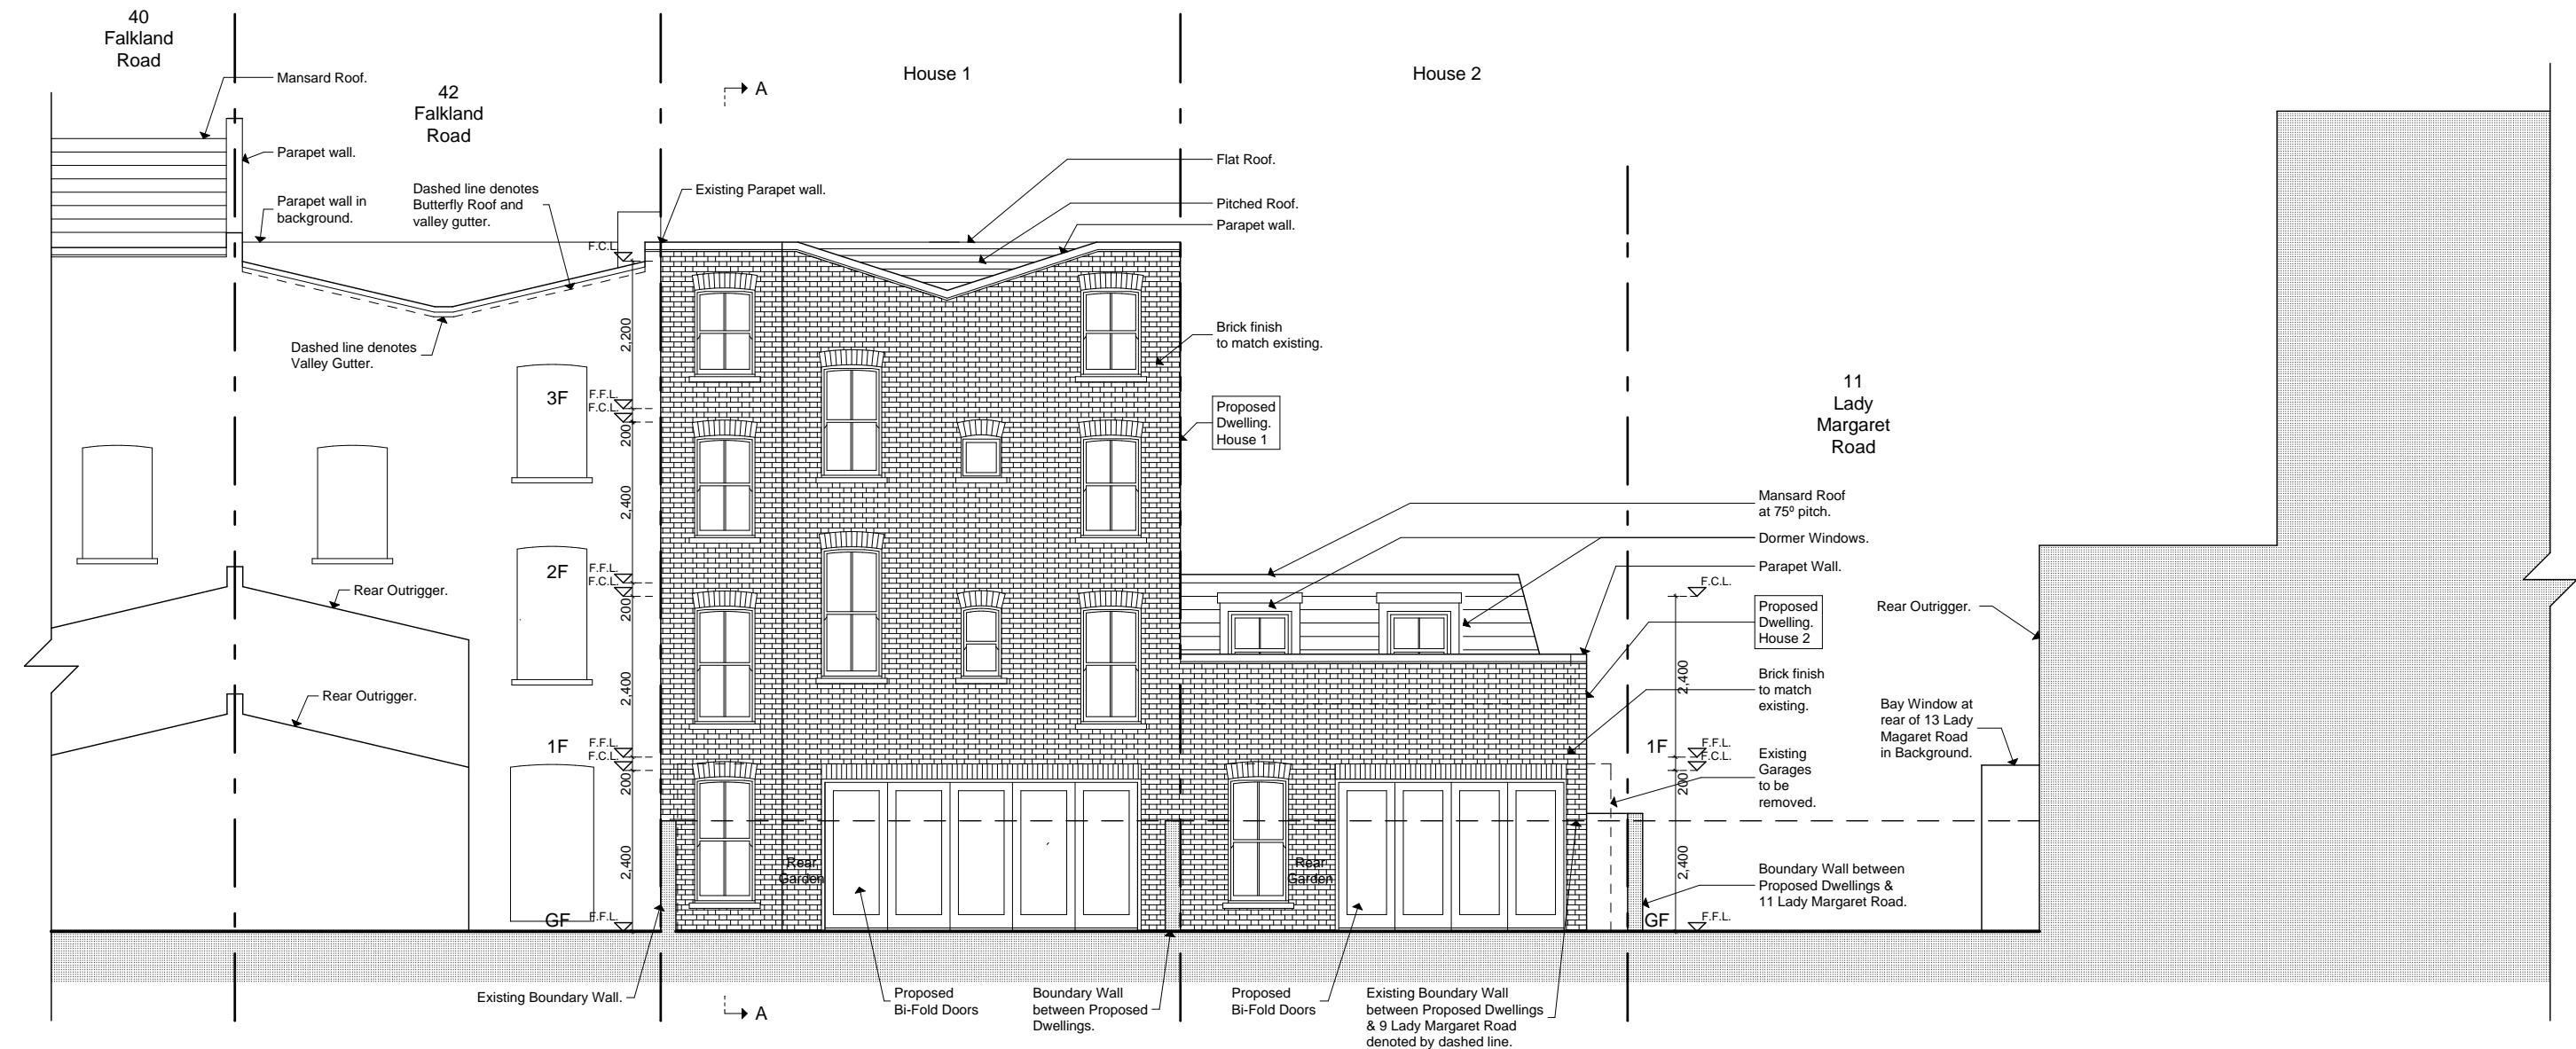 40
Falkland
Road
Mansard Roof.
42
Falkland
Road
House 1
House 2
A
Parapet wall.
Parapet wall in
background.
Dashed line denotes
Butterfly Roof and
valley gutter.
Existing Parapet wall.
Flat Roof.
Pitched Roof.
Parapet wall.
F.C.L.
2,200
Dashed line denotes
Valley Gutter.
Brick finish
to match existing.
3F
F.F.L.
F.C.L.
200
Proposed
Dwelling.
House 1
11
Lady
Margaret
Road
2,400
Mansard Roof
at 75º pitch.
Dormer Windows.
Parapet Wall.
2F
F.F.L.
F.C.L.
200
F.C.L.
Rear Outrigger.
Proposed
Dwelling.
House 2
Rear Outrigger.
2,400
2,400
Rear Outrigger.
Brick finish
to match
existing.
Bay Window at
rear of 13 Lady
Magaret Road
in Background.
1F
F.F.L.
F.C.L.
200
1F
F.F.L.
F.C.L.
200
Existing
Garages
to be
removed.
2,400
Rear
Garden
Rear
Garden
2,400
Boundary Wall between
Proposed Dwellings &
11 Lady Margaret Road.
GF
F.F.L.
GF
F.F.L.
Existing Boundary Wall.
A
Proposed
Bi-Fold Doors
Boundary Wall
between Proposed
Dwellings.
Proposed
Bi-Fold Doors
Existing Boundary Wall
between Proposed Dwellings
& 9 Lady Margaret Road
denoted by dashed line.